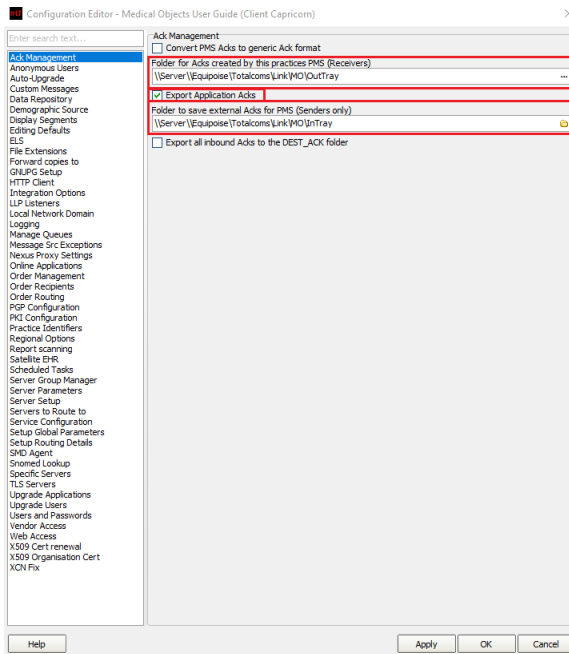 Configuration Editor - Medical Objects User Guide (Client Capricorn)
Enter search text...
Ack Management
Anonymous Users
Auto-Upgrade
Custom Messages
Data Repository
Demographic Source
Display Segments
Editing Defaults
ELS
File Extensions
Forward copies to
GNUPG Setup
HTTP Client
Integration Options
LLP Listeners
Local Network Domain
Logging
Manage Queues
Message Src Exceptions
Nexus Proxy Settings
Online Applications
Order Management
Order Recipients
Order Routing
PGP Configuration
PKI Configuration
Practice Identifiers
Regional Options
Report scanning
Satellite EHR
Scheduled Tasks
Server Group Manager
Server Parameters
Server Setup
Servers to Route to
Service Configuration
Setup Global Parameters
Setup Routing Details
SMD Agent
Snomed Lookup
Specific Servers
TLS Servers
Upgrade Applications
Upgrade Users
Users and Passwords
Vendor Access
Web Access
X509 Cert renewal
X509 Organisation Cert
XCN Fix
Ack Management
Convert PMS Acks to generic Ack format
Folder for Acks created by this practices PMS (Receivers)
\\Server\\Equipoise\Totalcoms\Link\MO\OutTray
...
Export Application Acks
Folder to save external Acks for PMS (Senders only)
\\Server\\Equipoise\Totalcoms\Link\MO\InTray
Export all inbound Acks to the DEST_ACK folder
Help
Apply
OK
Cancel